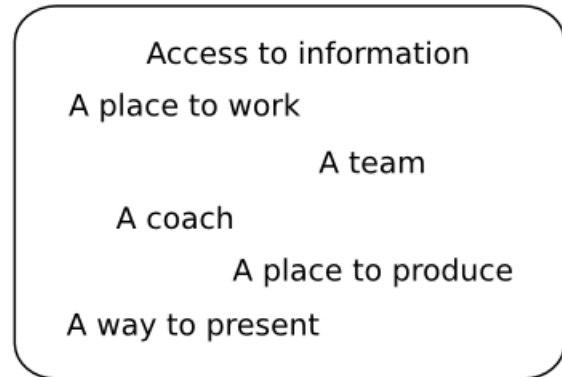 Access to information
A place to work
A team
A coach
A place to produce
A way to present